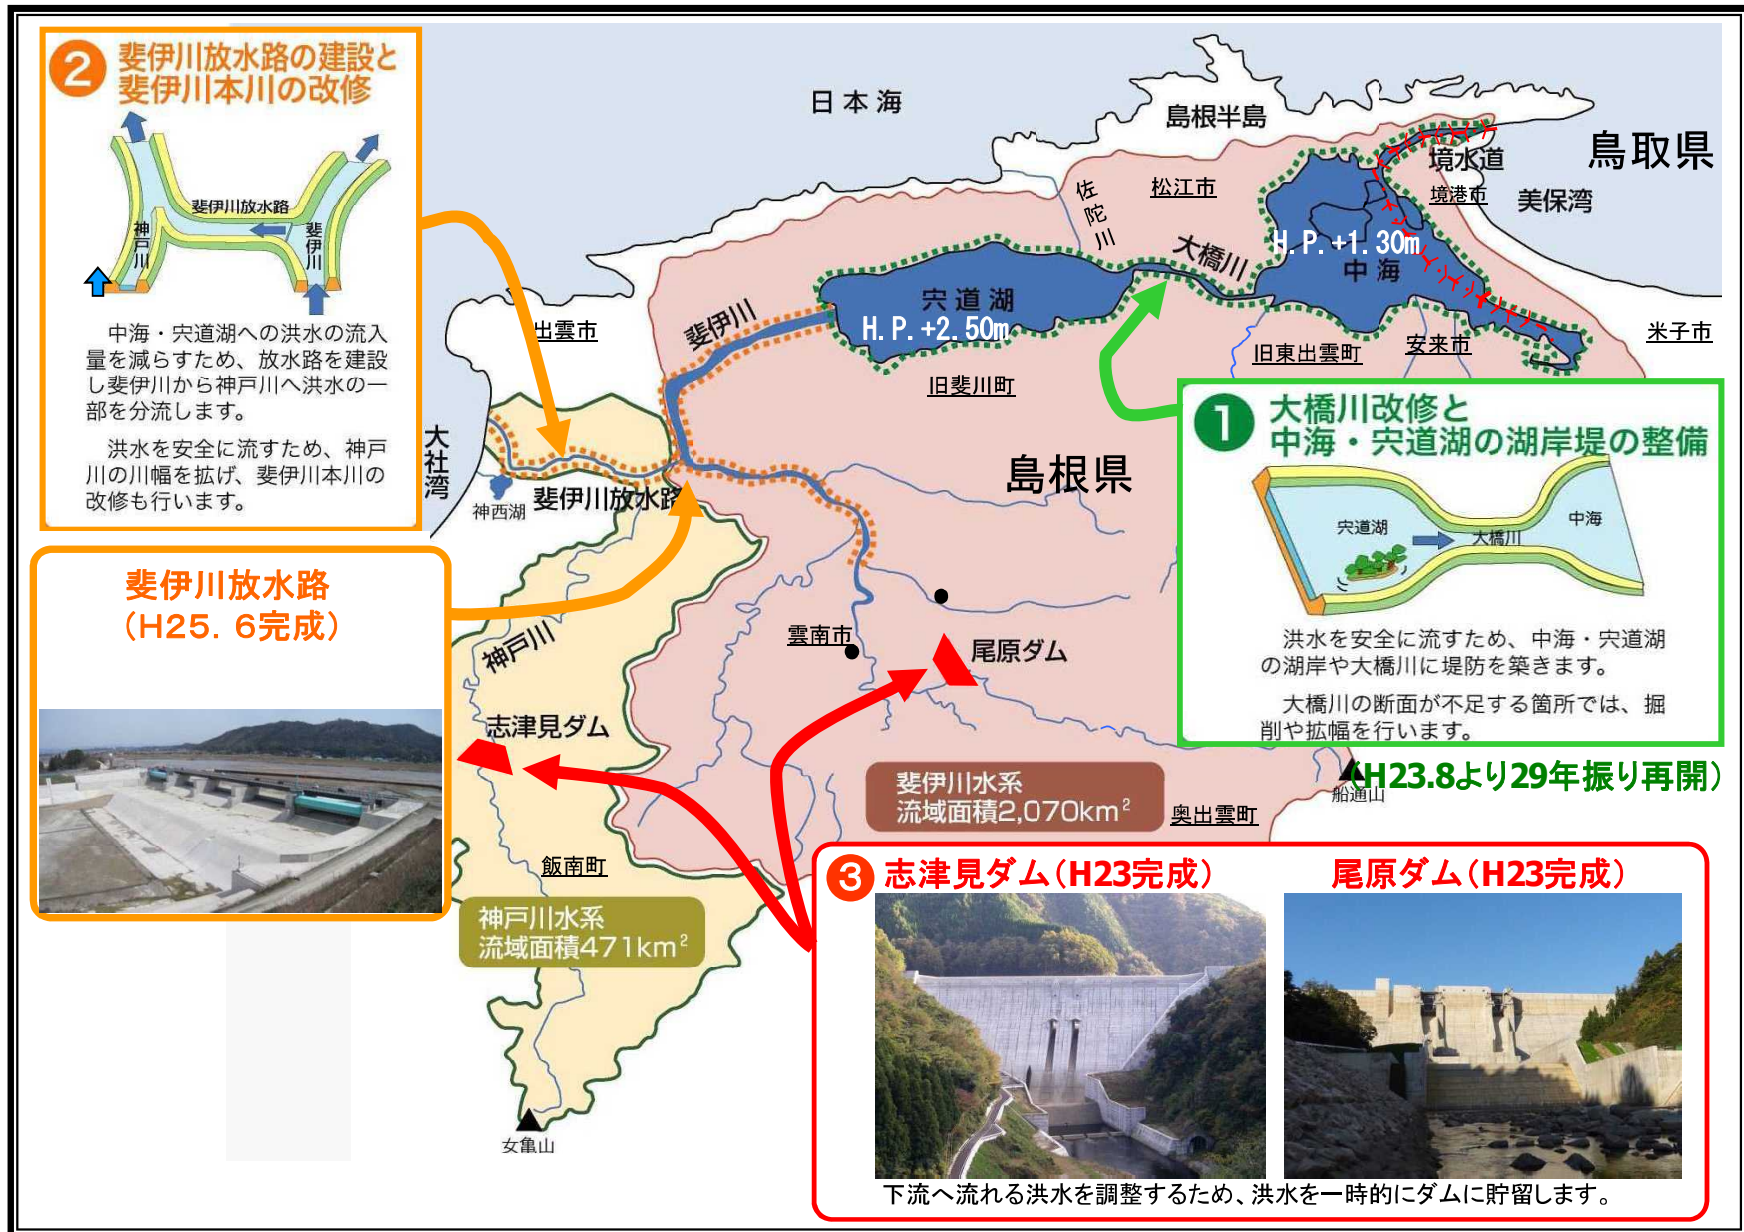 ② 斐伊川放水路の建設と
斐伊川本川の改修
斐伊川放水路
神戸川
斐伊川
中海・宍道湖への洪水の流入
量を減らすため、放水路を建設
し斐伊川から神戸川へ洪水の一
部を分流します。
洪水を安全に流すため、神戸
川の川幅を拡げ、斐伊川本川の
改修も行います。
日本海
島根半島
鳥取県
境水道
境港市
美保湾
松江市
佐陀川
大橋川
H.P.+1.30m
中海
宍道湖
H.P.+2.50m
斐伊川
出雲市
米子市
安来市
旧東出雲町
旧斐川町
大社湾
島根県
神西湖
斐伊川放水路
① 大橋川改修と
中海・宍道湖の湖岸堤の整備
宍道湖
大橋川
中海
洪水を安全に流すため、中海・宍道湖
の湖岸や大橋川に堤防を築きます。
大橋川の断面が不足する箇所では、掘
削や拡幅を行います。
(H23.8より29年振り再開)
船通山
斐伊川放水路
(H25. 6完成)
神戸川
雲南市
尾原ダム
志津見ダム
斐伊川水系
流域面積2,070km²
奥出雲町
飯南町
神戸川水系
流域面積471km²
女亀山
③ 志津見ダム(H23完成)
尾原ダム(H23完成)
下流へ流れる洪水を調整するため、洪水を一時的にダムに貯留します。